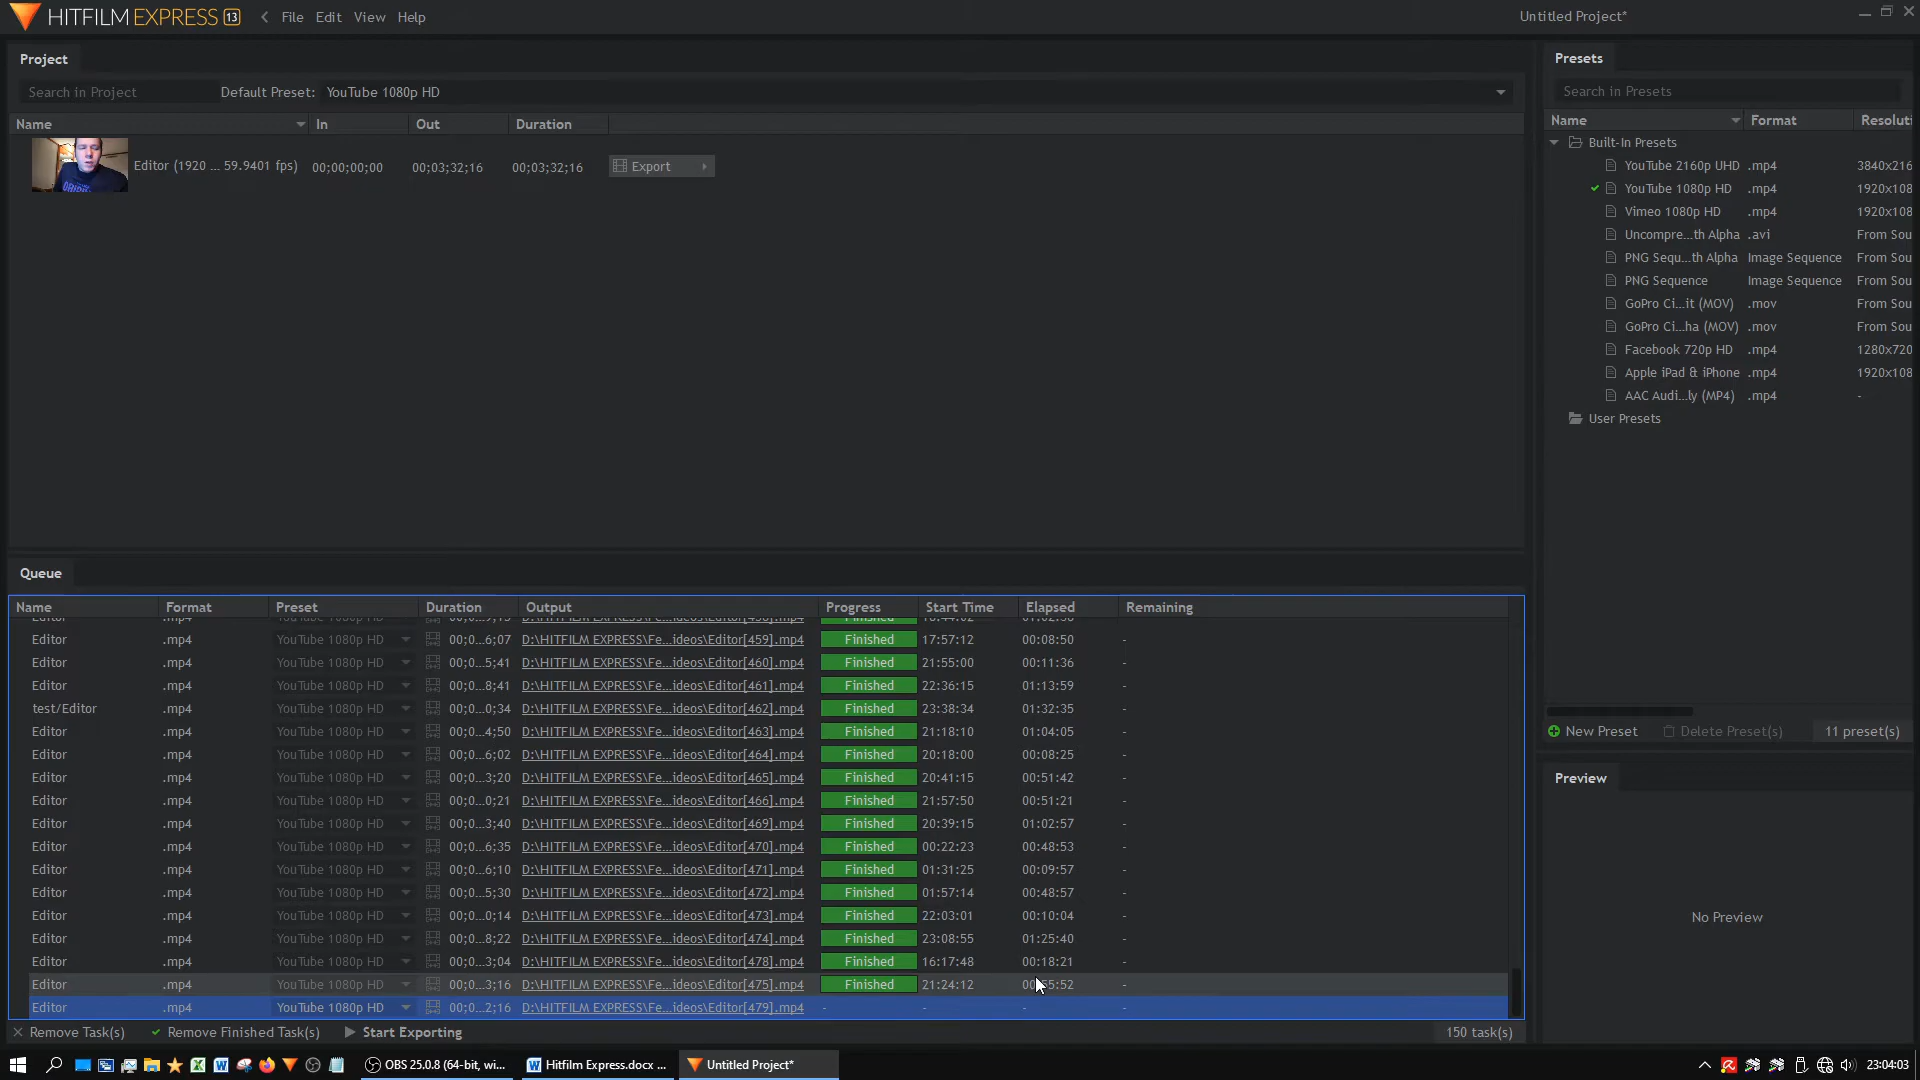 HITFILM EXPRESS 13 File Edit View Help Untitled Project*
Project
Search in Project Default Preset: YouTube 1080p HD
Name In Out Duration
Editor (1920 ... 59.9401 fps) 00;00;00;00 00;03;32;16 00;03;32;16 Export
Queue
Name Format Preset Duration Output Progress Start Time Elapsed Remaining
Editor .mp4 YouTube 1080p HD 00;0...6;07 D:\HITFILM EXPRESS\Fe...ideos\Editor[459].mp4 Finished 17:57:12 00:08:50 -
Editor .mp4 YouTube 1080p HD 00;0...5;41 D:\HITFILM EXPRESS\Fe...ideos\Editor[460].mp4 Finished 21:55:00 00:11:36 -
Editor .mp4 YouTube 1080p HD 00;0...8;41 D:\HITFILM EXPRESS\Fe...ideos\Editor[461].mp4 Finished 22:36:15 01:13:59 -
test/Editor .mp4 YouTube 1080p HD 00;0...0;34 D:\HITFILM EXPRESS\Fe...ideos\Editor[462].mp4 Finished 23:38:34 01:32:35 -
Editor .mp4 YouTube 1080p HD 00;0...4;50 D:\HITFILM EXPRESS\Fe...ideos\Editor[463].mp4 Finished 21:18:10 01:04:05 -
Editor .mp4 YouTube 1080p HD 00;0...6;02 D:\HITFILM EXPRESS\Fe...ideos\Editor[464].mp4 Finished 20:18:00 00:08:25 -
Editor .mp4 YouTube 1080p HD 00;0...3;20 D:\HITFILM EXPRESS\Fe...ideos\Editor[465].mp4 Finished 20:41:15 00:51:42 -
Editor .mp4 YouTube 1080p HD 00;0...0;21 D:\HITFILM EXPRESS\Fe...ideos\Editor[466].mp4 Finished 21:57:50 00:51:21 -
Editor .mp4 YouTube 1080p HD 00;0...3;40 D:\HITFILM EXPRESS\Fe...ideos\Editor[469].mp4 Finished 20:39:15 01:02:57 -
Editor .mp4 YouTube 1080p HD 00;0...6;35 D:\HITFILM EXPRESS\Fe...ideos\Editor[470].mp4 Finished 00:22:23 00:48:53 -
Editor .mp4 YouTube 1080p HD 00;0...6;10 D:\HITFILM EXPRESS\Fe...ideos\Editor[471].mp4 Finished 01:31:25 00:09:57 -
Editor .mp4 YouTube 1080p HD 00;0...5;30 D:\HITFILM EXPRESS\Fe...ideos\Editor[472].mp4 Finished 01:57:14 00:48:57 -
Editor .mp4 YouTube 1080p HD 00;0...0;14 D:\HITFILM EXPRESS\Fe...ideos\Editor[473].mp4 Finished 22:03:01 00:10:04 -
Editor .mp4 YouTube 1080p HD 00;0...8;22 D:\HITFILM EXPRESS\Fe...ideos\Editor[474].mp4 Finished 23:08:55 01:25:40 -
Editor .mp4 YouTube 1080p HD 00;0...3;04 D:\HITFILM EXPRESS\Fe...ideos\Editor[478].mp4 Finished 16:17:48 00:18:21 -
Editor .mp4 YouTube 1080p HD 00;0...3;16 D:\HITFILM EXPRESS\Fe...ideos\Editor[475].mp4 Finished 21:24:12
Editor .mp4 YouTube 1080p HD 00;0...2;16 D:\HITFILM EXPRESS\Fe...ideos\Editor[479].mp4 - - - -
Remove Task(s) Remove Finished Task(s) Start Exporting 150 task(s)
Presets
Search in Presets
Name Format Resoluti
Built-In Presets
YouTube 2160p UHD .mp4 3840x216
YouTube 1080p HD .mp4 1920x108
Vimeo 1080p HD .mp4 1920x108
Uncompre...th Alpha .avi From Sou
PNG Sequ...th Alpha Image Sequence From Sou
PNG Sequence Image Sequence From Sou
GoPro Ci...it (MOV) .mov From Sou
GoPro Ci...ha (MOV) .mov From Sou
Facebook 720p HD .mp4 1280x720
Apple iPad & iPhone .mp4 1920x108
AAC Audi...ly (MP4) .mp4 -
User Presets
New Preset Delete Preset(s) 11 preset(s)
Preview
No Preview
OBS 25.0.8 (64-bit, wi... Hitfilm Express.docx ... Untitled Project* 23:04:03